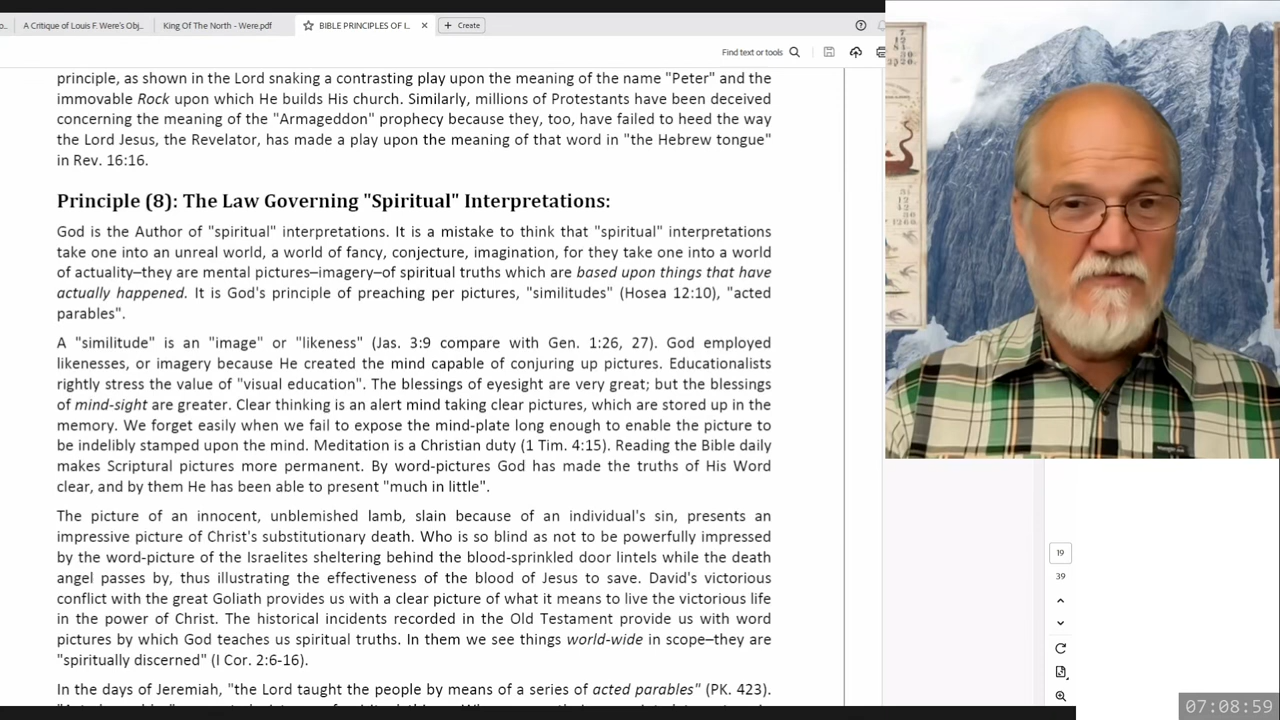 A Critique of Louis F. Were's Obj...
King Of The North - Were.pdf
BIBLE PRINCIPLES OF I...
Create
Find text or tools
principle, as shown in the Lord snaking a contrasting play upon the meaning of the name "Peter" and the
immovable Rock upon which He builds His church. Similarly, millions of Protestants have been deceived
concerning the meaning of the "Armageddon" prophecy because they, too, have failed to heed the way
the Lord Jesus, the Revelator, has made a play upon the meaning of that word in "the Hebrew tongue"
in Rev. 16:16.
Principle (8): The Law Governing "Spiritual" Interpretations:
God is the Author of "spiritual" interpretations. It is a mistake to think that "spiritual" interpretations
take one into an unreal world, a world of fancy, conjecture, imagination, for they take one into a world
of actuality–they are mental pictures–imagery–of spiritual truths which are based upon things that have
actually happened. It is God's principle of preaching per pictures, "similitudes" (Hosea 12:10), "acted
parables".
A "similitude" is an "image" or "likeness" (Jas. 3:9 compare with Gen. 1:26, 27). God employed
likenesses, or imagery because He created the mind capable of conjuring up pictures. Educationalists
rightly stress the value of "visual education". The blessings of eyesight are very great; but the blessings
of mind-sight are greater. Clear thinking is an alert mind taking clear pictures, which are stored up in the
memory. We forget easily when we fail to expose the mind-plate long enough to enable the picture to
be indelibly stamped upon the mind. Meditation is a Christian duty (1 Tim. 4:15). Reading the Bible daily
makes Scriptural pictures more permanent. By word-pictures God has made the truths of His Word
clear, and by them He has been able to present "much in little".
The picture of an innocent, unblemished lamb, slain because of an individual's sin, presents an
impressive picture of Christ's substitutionary death. Who is so blind as not to be powerfully impressed
by the word-picture of the Israelites sheltering behind the blood-sprinkled door lintels while the death
angel passes by, thus illustrating the effectiveness of the blood of Jesus to save. David's victorious
conflict with the great Goliath provides us with a clear picture of what it means to live the victorious life
in the power of Christ. The historical incidents recorded in the Old Testament provide us with word
pictures by which God teaches us spiritual truths. In them we see things world-wide in scope–they are
"spiritually discerned" (I Cor. 2:6-16).
In the days of Jeremiah, "the Lord taught the people by means of a series of acted parables" (PK. 423).
19
39
07:08:59